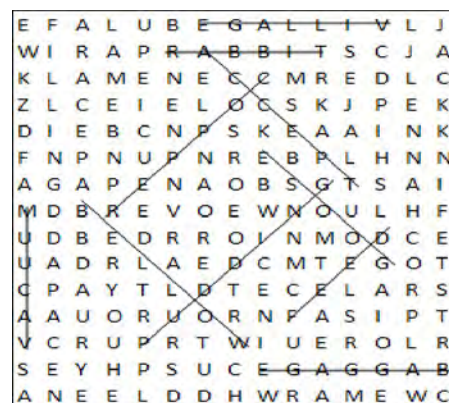 E F A L U B E G A L L I V L J
W I R A P R A B B I T S C J A
K L A M E N E C C M R E D L C
Z L C E I E L O C S K J P E K
D I E B C N P S K E A A I N K
F N P N U P N R E B P L H N N
A G A P E N A O B S G T S A I
M D B R E V O E W N O U L H F
U D B E D R R O I N M O D C E
U A D R L A E D C M T E G O T
C P A Y T L D T E C E L A R S
A A U O R U O R N F A S I P T
V C R U P R T W I U E R O L R
S E Y H P S U C E G A G G A B
A N E E L D D H W R A M E W C